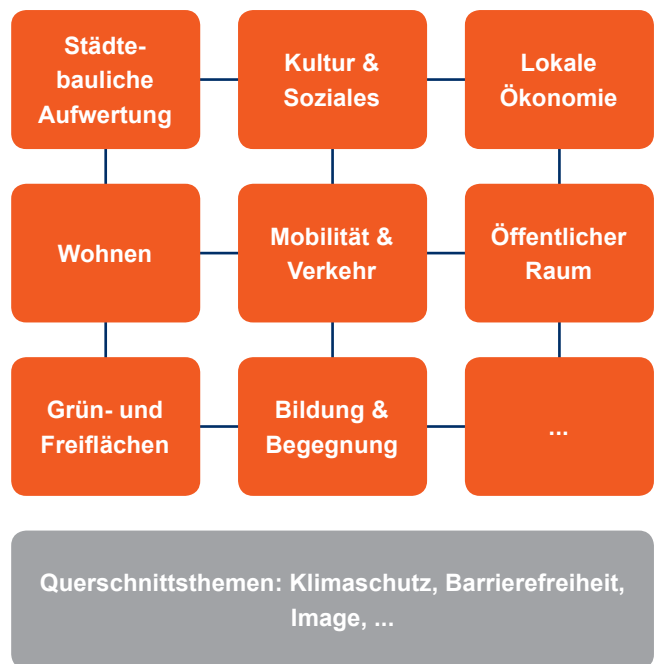 Städte-
bauliche
Aufwertung
Kultur &
Soziales
Lokale
Ökonomie
Wohnen
Mobilität &
Verkehr
Öffentlicher
Raum
Grün- und
Freiflächen
Bildung &
Begegnung
...
Querschnittsthemen: Klimaschutz, Barrierefreiheit,
Image, ...